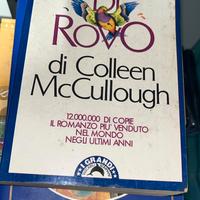 DI
ROVO
di Colleen
McCullough
12.000.000 DI COPIE
IL ROMANZO PIU' VENDUTO
NEL MONDO
NEGLI ULTIMI ANNI
I GRANDI